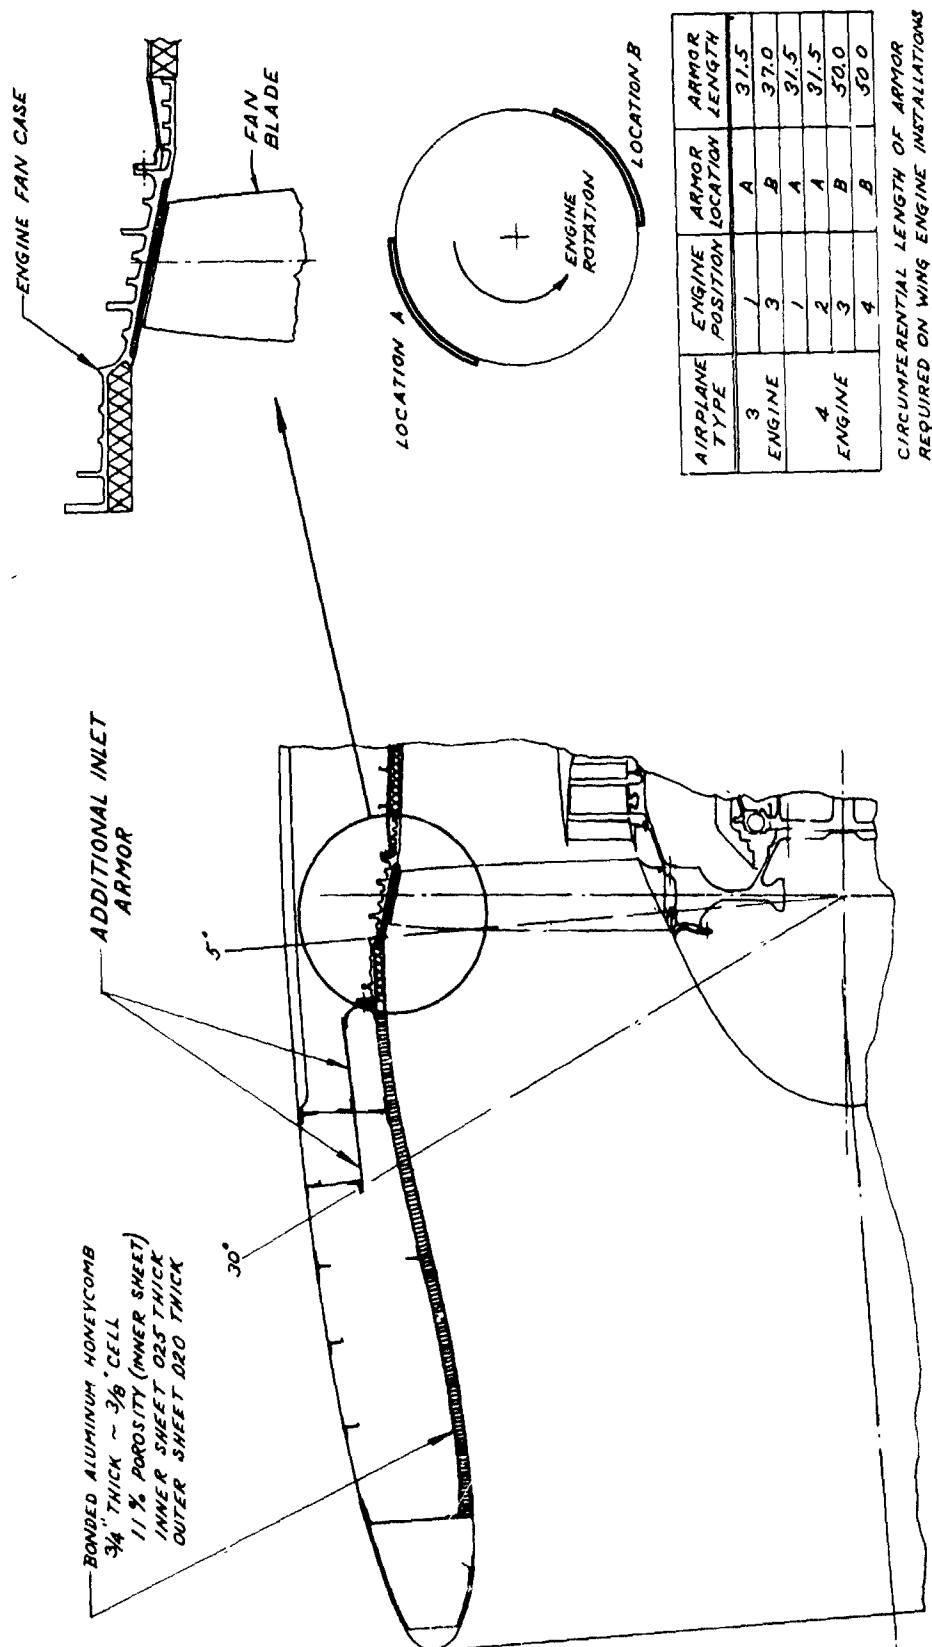 BONDED ALUMINUM HONEYCOMB
3/4" THICK ~ 3/8" CELL
11 % POROSITY (INNER SHEET)
INNER SHEET 025 THICK
OUTER SHEET 020 THICK
30°
ADDITIONAL INLET
ARMOR
5°
ENGINE FAN CASE
FAN
BLADE
LOCATION A
ENGINE
ROTATION
LOCATION B
AIRPLANE TYPE ENGINE POSITION ARMOR LOCATION ARMOR LENGTH
3 ENGINE 1 A 31.5
3 B 37.0
4 ENGINE 1 A 31.5
2 A 31.5
3 B 50.0
4 B 50 0
CIRCUMFERENTIAL LENGTH OF ARMOR
REQUIRED ON WING ENGINE INSTALLATIONS